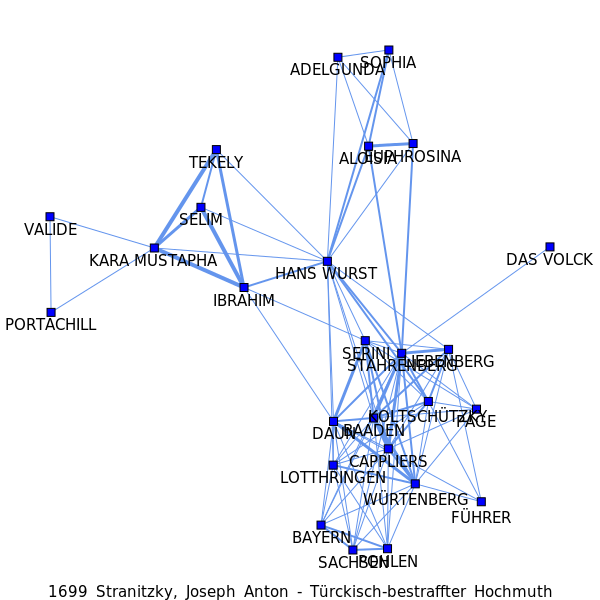 SOPHIA
ADELGUNDA
ALOISIA
EUPHROSINA
TEKELY
SELIM
VALIDE
KARA MUSTAPHA
DAS VOLCK
HANS WURST
IBRAHIM
PORTACHILL
SERINI
LIEBENBERG
STAHRENBERG
KOLTSCHÜTZKY
PAGE
BAADEN
DAUN
CAPPLIERS
LOTTHRINGEN
WÜRTENBERG
FÜHRER
BAYERN
SACHSEN
POHLEN
1699 Stranitzky, Joseph Anton - Türckisch-bestraffter Hochmuth